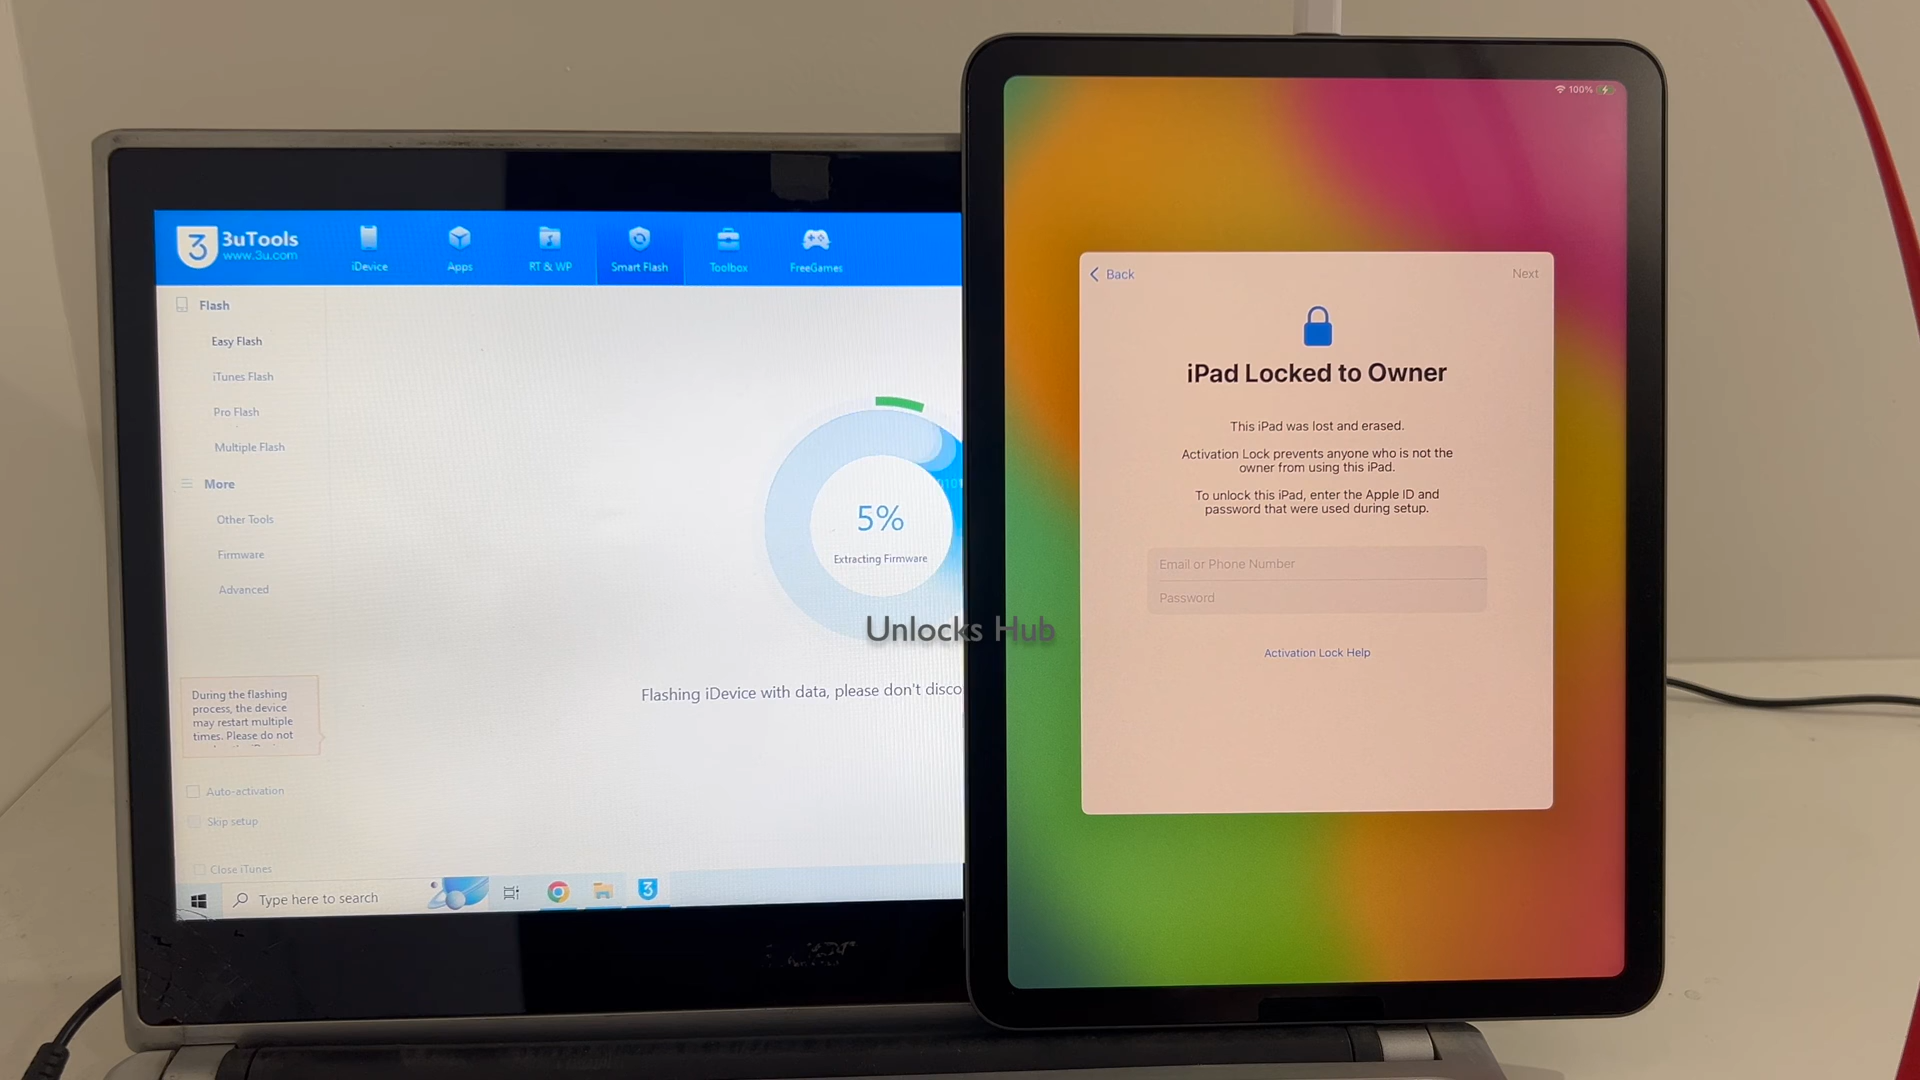 3 3uTools
www.3u.com
iDevice
Apps
RT & WP
Smart Flash
Toolbox
FreeGames
Flash
Easy Flash
iTunes Flash
Pro Flash
Multiple Flash
More
Other Tools
Firmware
Advanced
During the flashing
process, the device
may restart multiple
times. Please do not
Auto-activation
Skip setup
Close iTunes
5%
Extracting Firmware
Flashing iDevice with data, please don't disco
Type here to search
3
Unlocks Hub
100%
Back
Next
iPad Locked to Owner
This iPad was lost and erased.
Activation Lock prevents anyone who is not the
owner from using this iPad.
To unlock this iPad, enter the Apple ID and
password that were used during setup.
Email or Phone Number
Password
Activation Lock Help